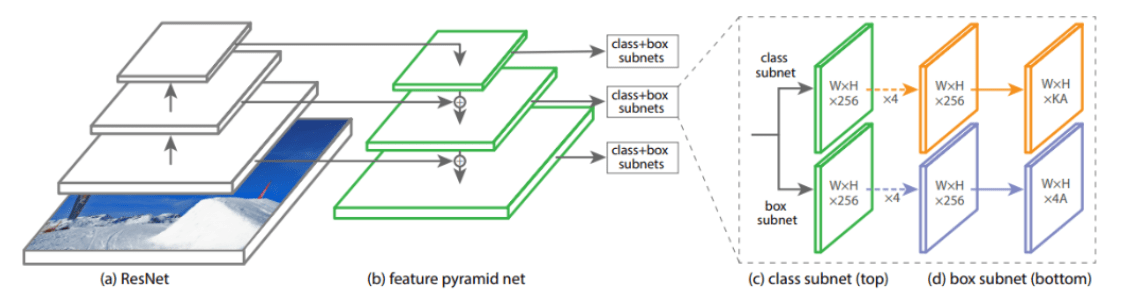 class+box
subnets
class+box
subnets
class+box
subnets
class
subnet
W×H
×256
×4
W×H
×256
W×H
×KA
box
subnet
W×H
×256
×4
W×H
×256
W×H
×4A
(a) ResNet
(b) feature pyramid net
(c) class subnet (top)
(d) box subnet (bottom)